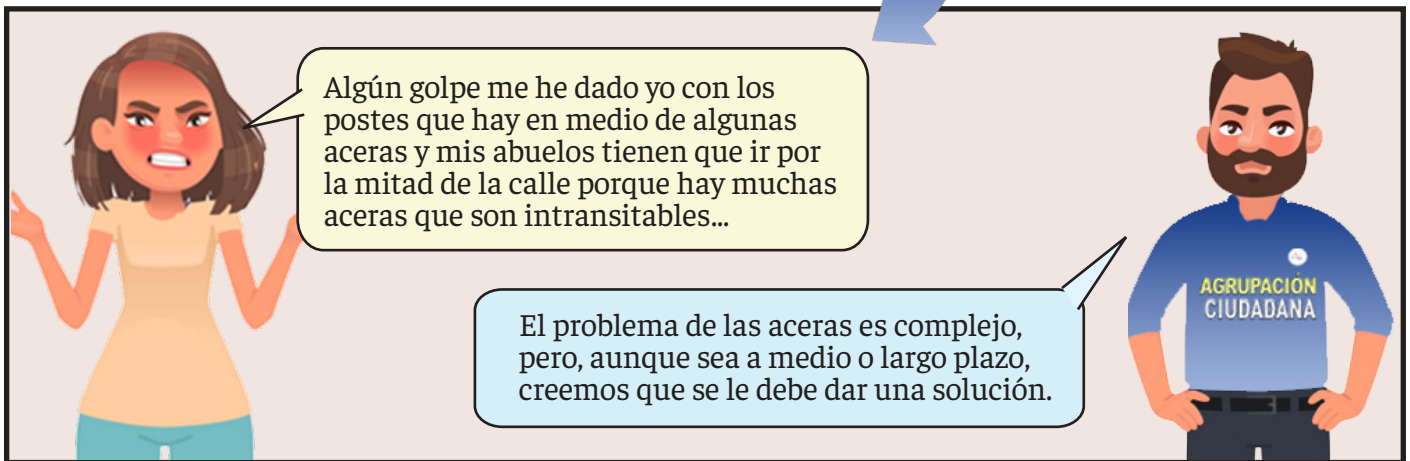 Algún golpe me he dado yo con los
postes que hay en medio de algunas
aceras y mis abuelos tienen que ir por
la mitad de la calle porque hay muchas
aceras que son intransitables...
AGRUPACIÓN
CIUDADANA
El problema de las aceras es complejo,
pero, aunque sea a medio o largo plazo,
creemos que se le debe dar una solución.